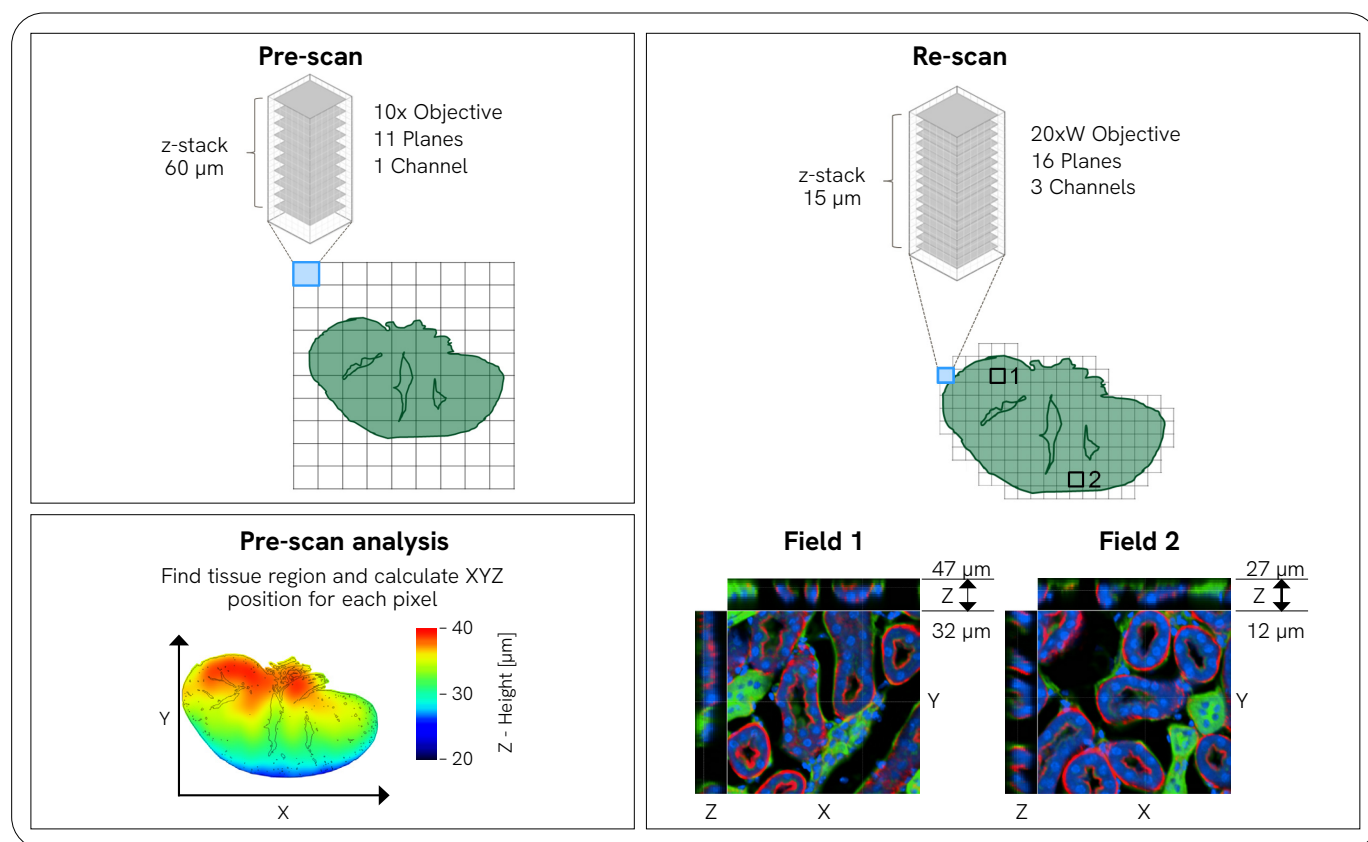 Pre-scan
z-stack
60 µm
10x Objective
11 Planes
1 Channel
Pre-scan analysis
Find tissue region and calculate XYZ
position for each pixel
Y
X
40
30
20
Z - Height [µm]
Re-scan
z-stack
15 µm
20xW Objective
16 Planes
3 Channels
1
2
Field 1
47 µm
Z
32 µm
Y
Z
X
Field 2
27 µm
Z
12 µm
Y
Z
X